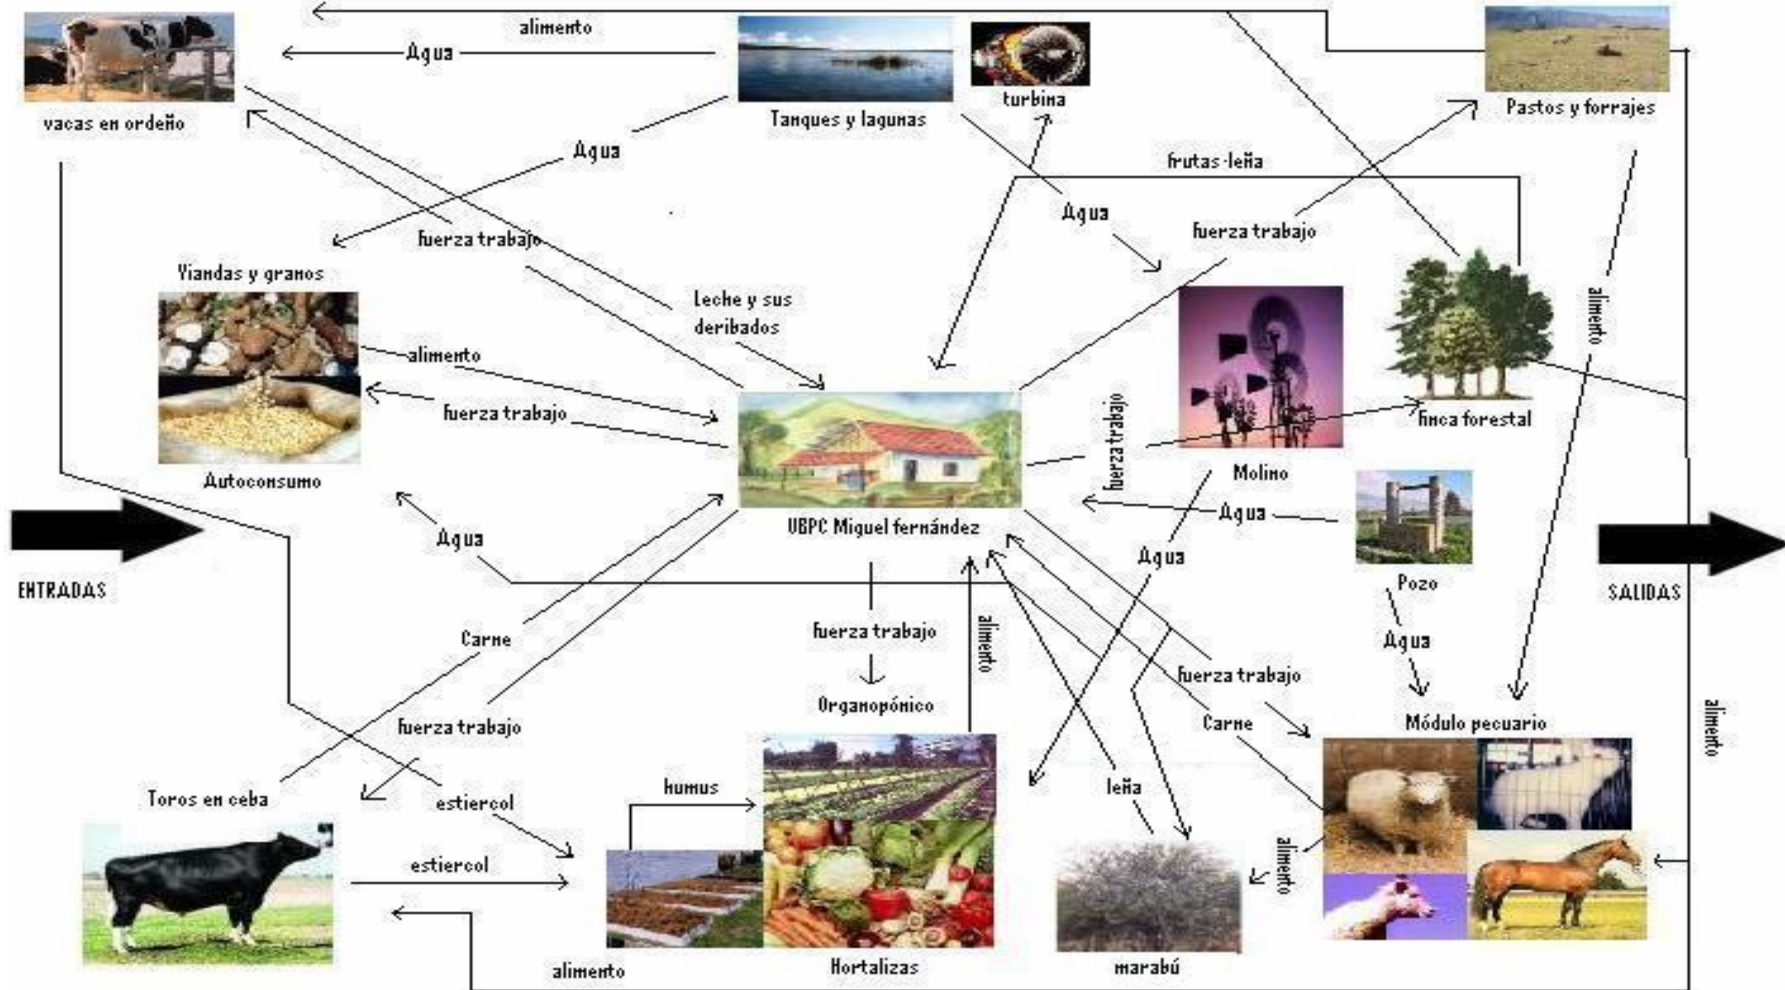 alimento
Agua
turbina
vacas en ordeño
Tanques y lagunas
Pastos y forrajes
Agua
frutas-leña
Agua
fuerza trabajo
fuerza trabajo
Viandas y granos
Leche y sus
deribados
alimento
alimento
fuerza trabajo
fuerza trabajo
finca forestal
Autoconsumo
Molino
Agua
UBPC Miguel fernández
Agua
Agua
Pozo
ENTRADAS
SALIDAS
Carne
fuerza trabajo
alimento
Agua
fuerza trabajo
Organopónico
Carne
Módulo pecuario
fuerza trabajo
alimento
Toros en ceba
estiercol
humus
leña
estiercol
alimento
alimento
Hortalizas
marabú